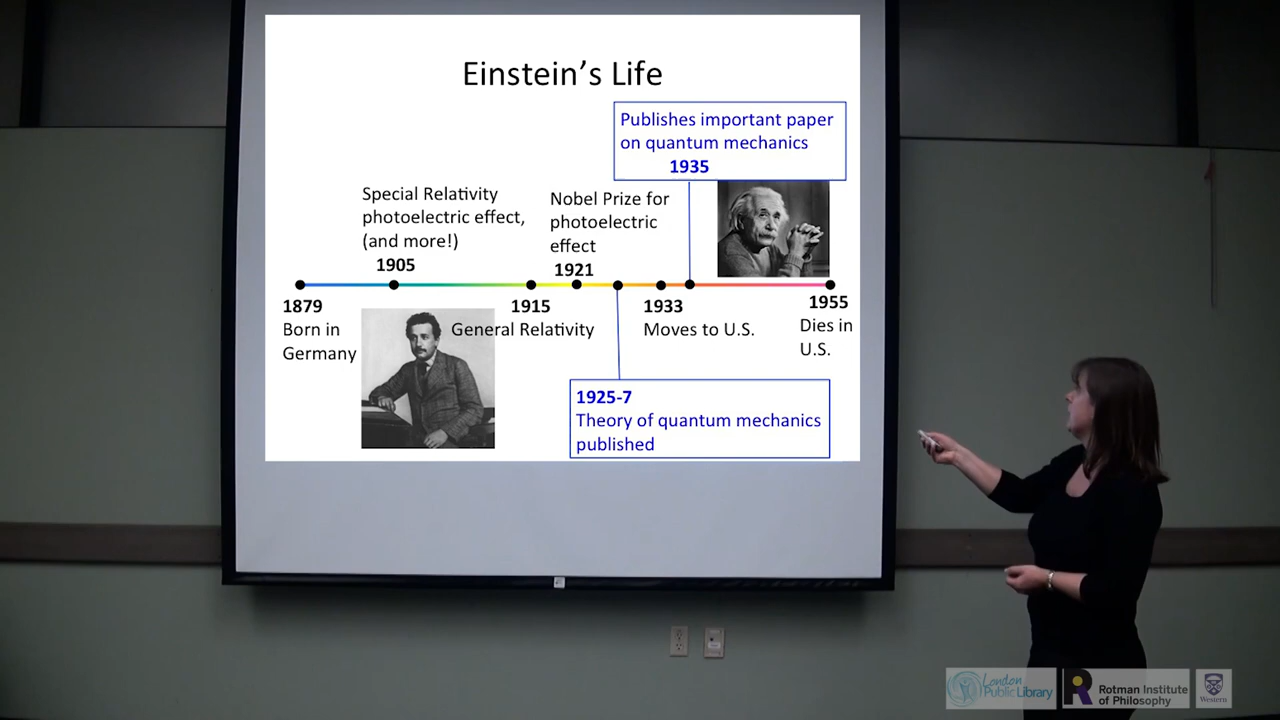 Einstein's Life
Publishes important paper
on quantum mechanics
1935
Special Relativity
photoelectric effect,
(and more!)
1905
Nobel Prize for
photoelectric
effect
1921
1879
Born in
Germany
1915
General Relativity
1933
Moves to U.S.
1955
Dies in
U.S.
1925-7
Theory of quantum mechanics
published
London
Public Library
Rotman Institute
of Philosophy
Western